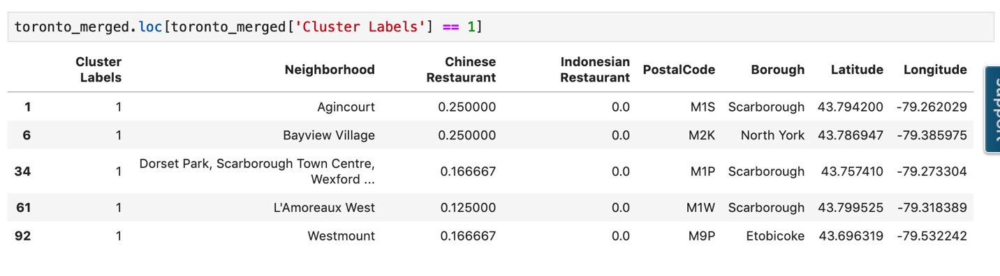 toronto_merged.loc[toronto_merged['Cluster Labels'] == 1]
Cluster Labels Neighborhood Chinese Restaurant Indonesian Restaurant PostalCode Borough Latitude Longitude
1 1 Agincourt 0.250000 0.0 M1S Scarborough 43.794200 -79.262029
6 1 Bayview Village 0.250000 0.0 M2K North York 43.786947 -79.385975
34 1 Dorset Park, Scarborough Town Centre, Wexford ... 0.166667 0.0 M1P Scarborough 43.757410 -79.273304
61 1 L'Amoreaux West 0.125000 0.0 M1W Scarborough 43.799525 -79.318389
92 1 Westmount 0.166667 0.0 M9P Etobicoke 43.696319 -79.532242
support